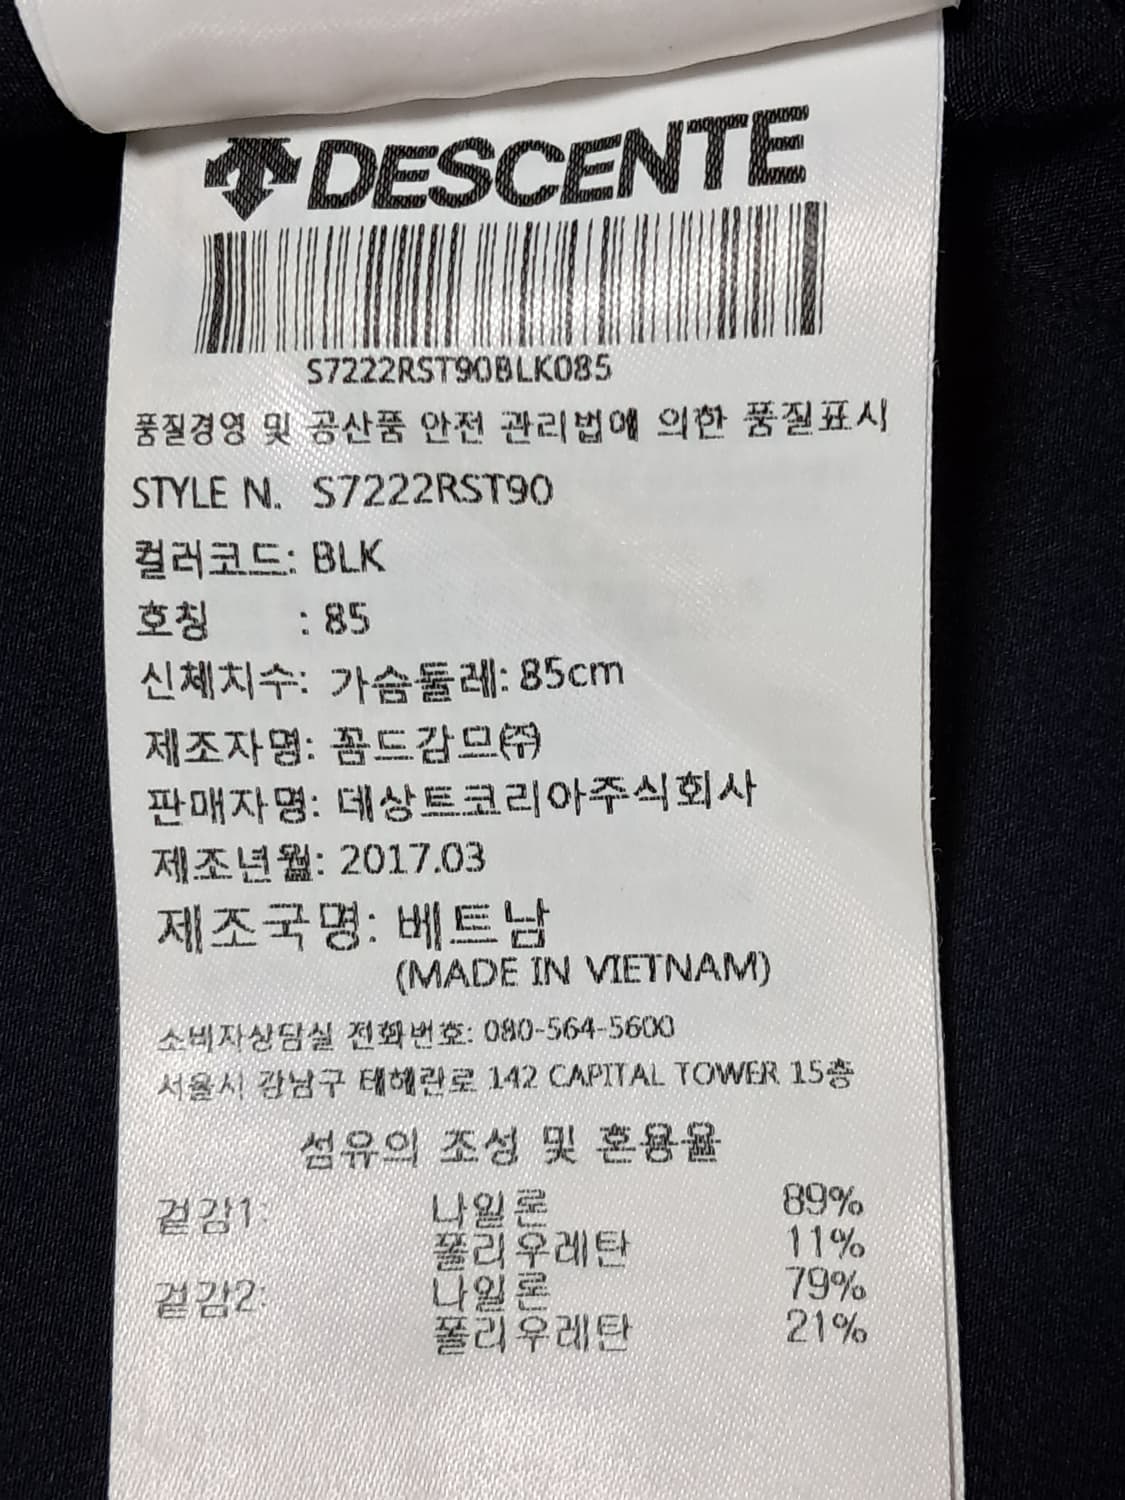 DESCENTE
S7222RST90BLK085
품질경영 및 공산품 안전 관리법에 의한 품질표시
STYLE N. S7222RST90
컬러코드: BLK
호칭 : 85
신체치수: 가슴둘레: 85cm
제조자명: 꼼드감므㈜
판매자명: 데상트코리아주식회사
제조년월: 2017.03
제조국명: 베트남
(MADE IN VIETNAM)
소비자상담실 전화번호: 080-564-5600
서울시 강남구 테헤란로 142 CAPITAL TOWER 15층
섬유의 조성 및 혼용율
겉감1: 나일론 89%
폴리우레탄 11%
겉감2: 나일론 79%
폴리우레탄 21%